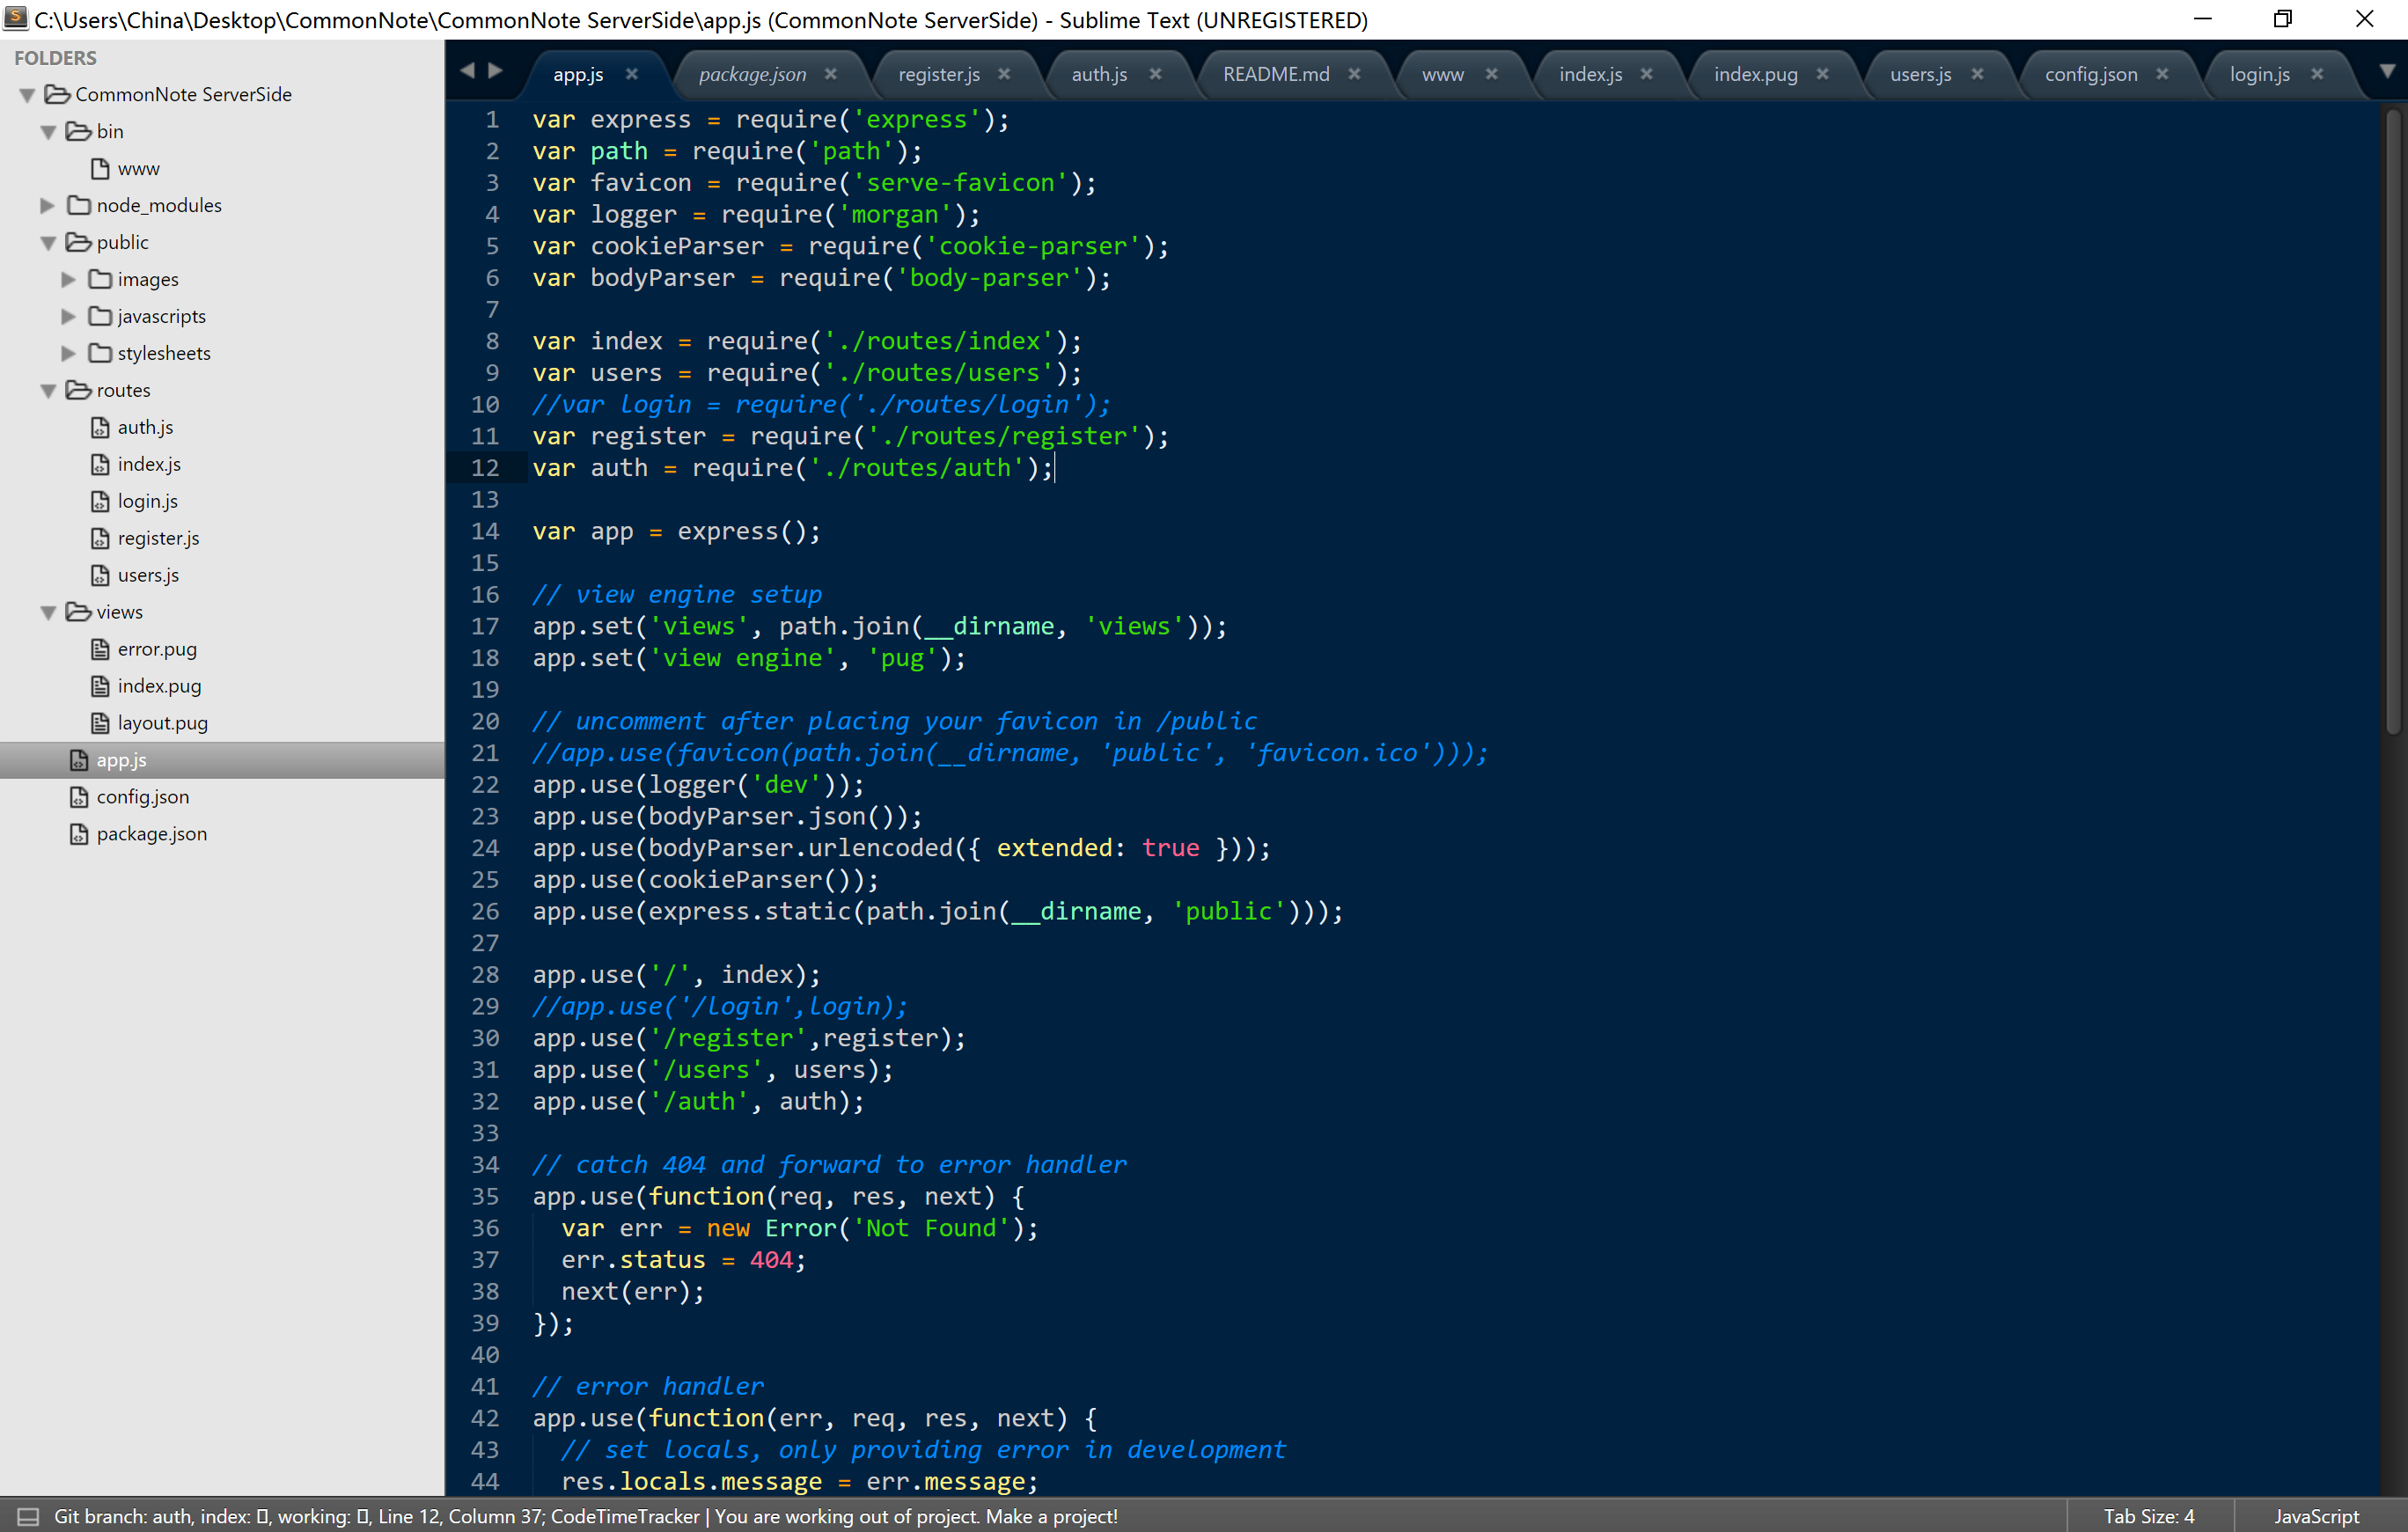 C:\Users\China\Desktop\CommonNote\CommonNote ServerSide\app.js (CommonNote ServerSide) - Sublime Text (UNREGISTERED)
FOLDERS
CommonNote ServerSide
bin
www
node_modules
public
images
javascripts
stylesheets
routes
auth.js
index.js
login.js
register.js
users.js
views
error.pug
index.pug
layout.pug
app.js
config.json
package.json
app.js package.json register.js auth.js README.md www index.js index.pug users.js config.json login.js
1 var express = require('express');
2 var path = require('path');
3 var favicon = require('serve-favicon');
4 var logger = require('morgan');
5 var cookieParser = require('cookie-parser');
6 var bodyParser = require('body-parser');
7
8 var index = require('./routes/index');
9 var users = require('./routes/users');
10 //var login = require('./routes/login');
11 var register = require('./routes/register');
12 var auth = require('./routes/auth');
13
14 var app = express();
15
16 // view engine setup
17 app.set('views', path.join(__dirname, 'views'));
18 app.set('view engine', 'pug');
19
20 // uncomment after placing your favicon in /public
21 //app.use(favicon(path.join(__dirname, 'public', 'favicon.ico')));
22 app.use(logger('dev'));
23 app.use(bodyParser.json());
24 app.use(bodyParser.urlencoded({ extended: true }));
25 app.use(cookieParser());
26 app.use(express.static(path.join(__dirname, 'public')));
27
28 app.use('/', index);
29 //app.use('/login',login);
30 app.use('/register',register);
31 app.use('/users', users);
32 app.use('/auth', auth);
33
34 // catch 404 and forward to error handler
35 app.use(function(req, res, next) {
36   var err = new Error('Not Found');
37   err.status = 404;
38   next(err);
39 });
40
41 // error handler
42 app.use(function(err, req, res, next) {
43   // set locals, only providing error in development
44   res.locals.message = err.message;
Git branch: auth, index: ▯, working: ▯, Line 12, Column 37; CodeTimeTracker | You are working out of project. Make a project! Tab Size: 4 JavaScript